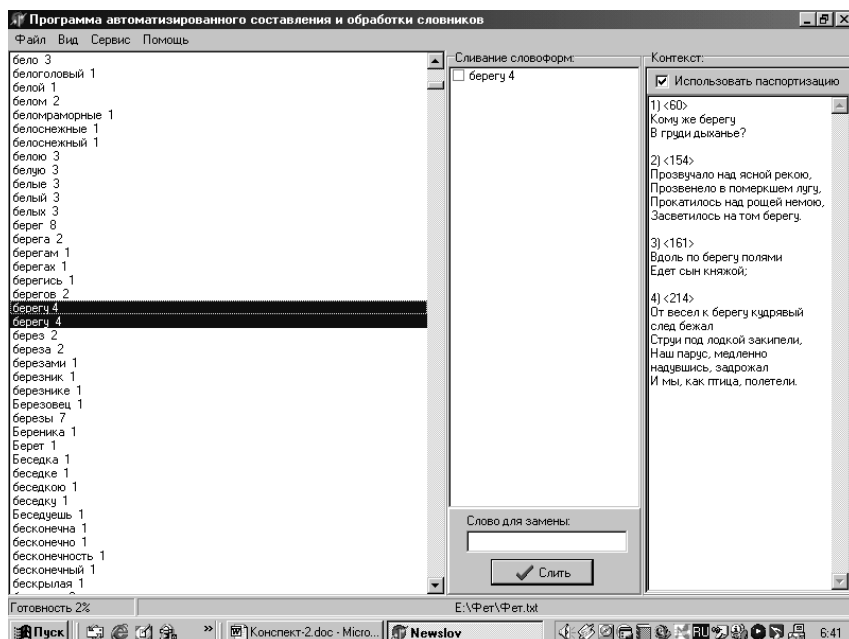 Программа автоматизированного составления и обработки словников
Файл Вид Сервис Помощь
бело 3
белоголовый 1
белой 1
белом 2
беломраморные 1
белоснежные 1
белоснежный 1
белою 3
белую 3
белые 3
белый 3
белых 3
берег 8
берега 2
берегам 1
берегах 1
берегись 1
берегов 2
берегу 4
берегу 4
берез 2
береза 2
березами 1
березник 1
березнике 1
Березовец 1
березы 7
Береника 1
Берет 1
Беседка 1
беседке 1
беседкою 1
беседку 1
Беседуешь 1
бесконечна 1
бесконечно 1
бесконечность 1
бесконечный 1
бескрылая 1
Сливание словоформ:
берегу 4
Слово для замены:
Слить
Контекст:
Использовать паспортизацию
1) <60>
Кому же берегу
В груди дыханье?
2) <154>
Прозвучало над ясной рекою,
Прозвенело в померкшем лугу,
Прокатилось над рощей немою,
Засветилось на том берегу.
3) <161>
Вдоль по берегу полями
Едет сын княжой;
4) <214>
От весел к берегу кудрявый
след бежал
Струи под лодкой закипели,
Наш парус, медленно
надувшись, задрожал
И мы, как птица, полетели.
Готовность 2%
E:\Фет\Фет.txt
Пуск » Конспект-2.doc - Micro... Newslov RU 6:41